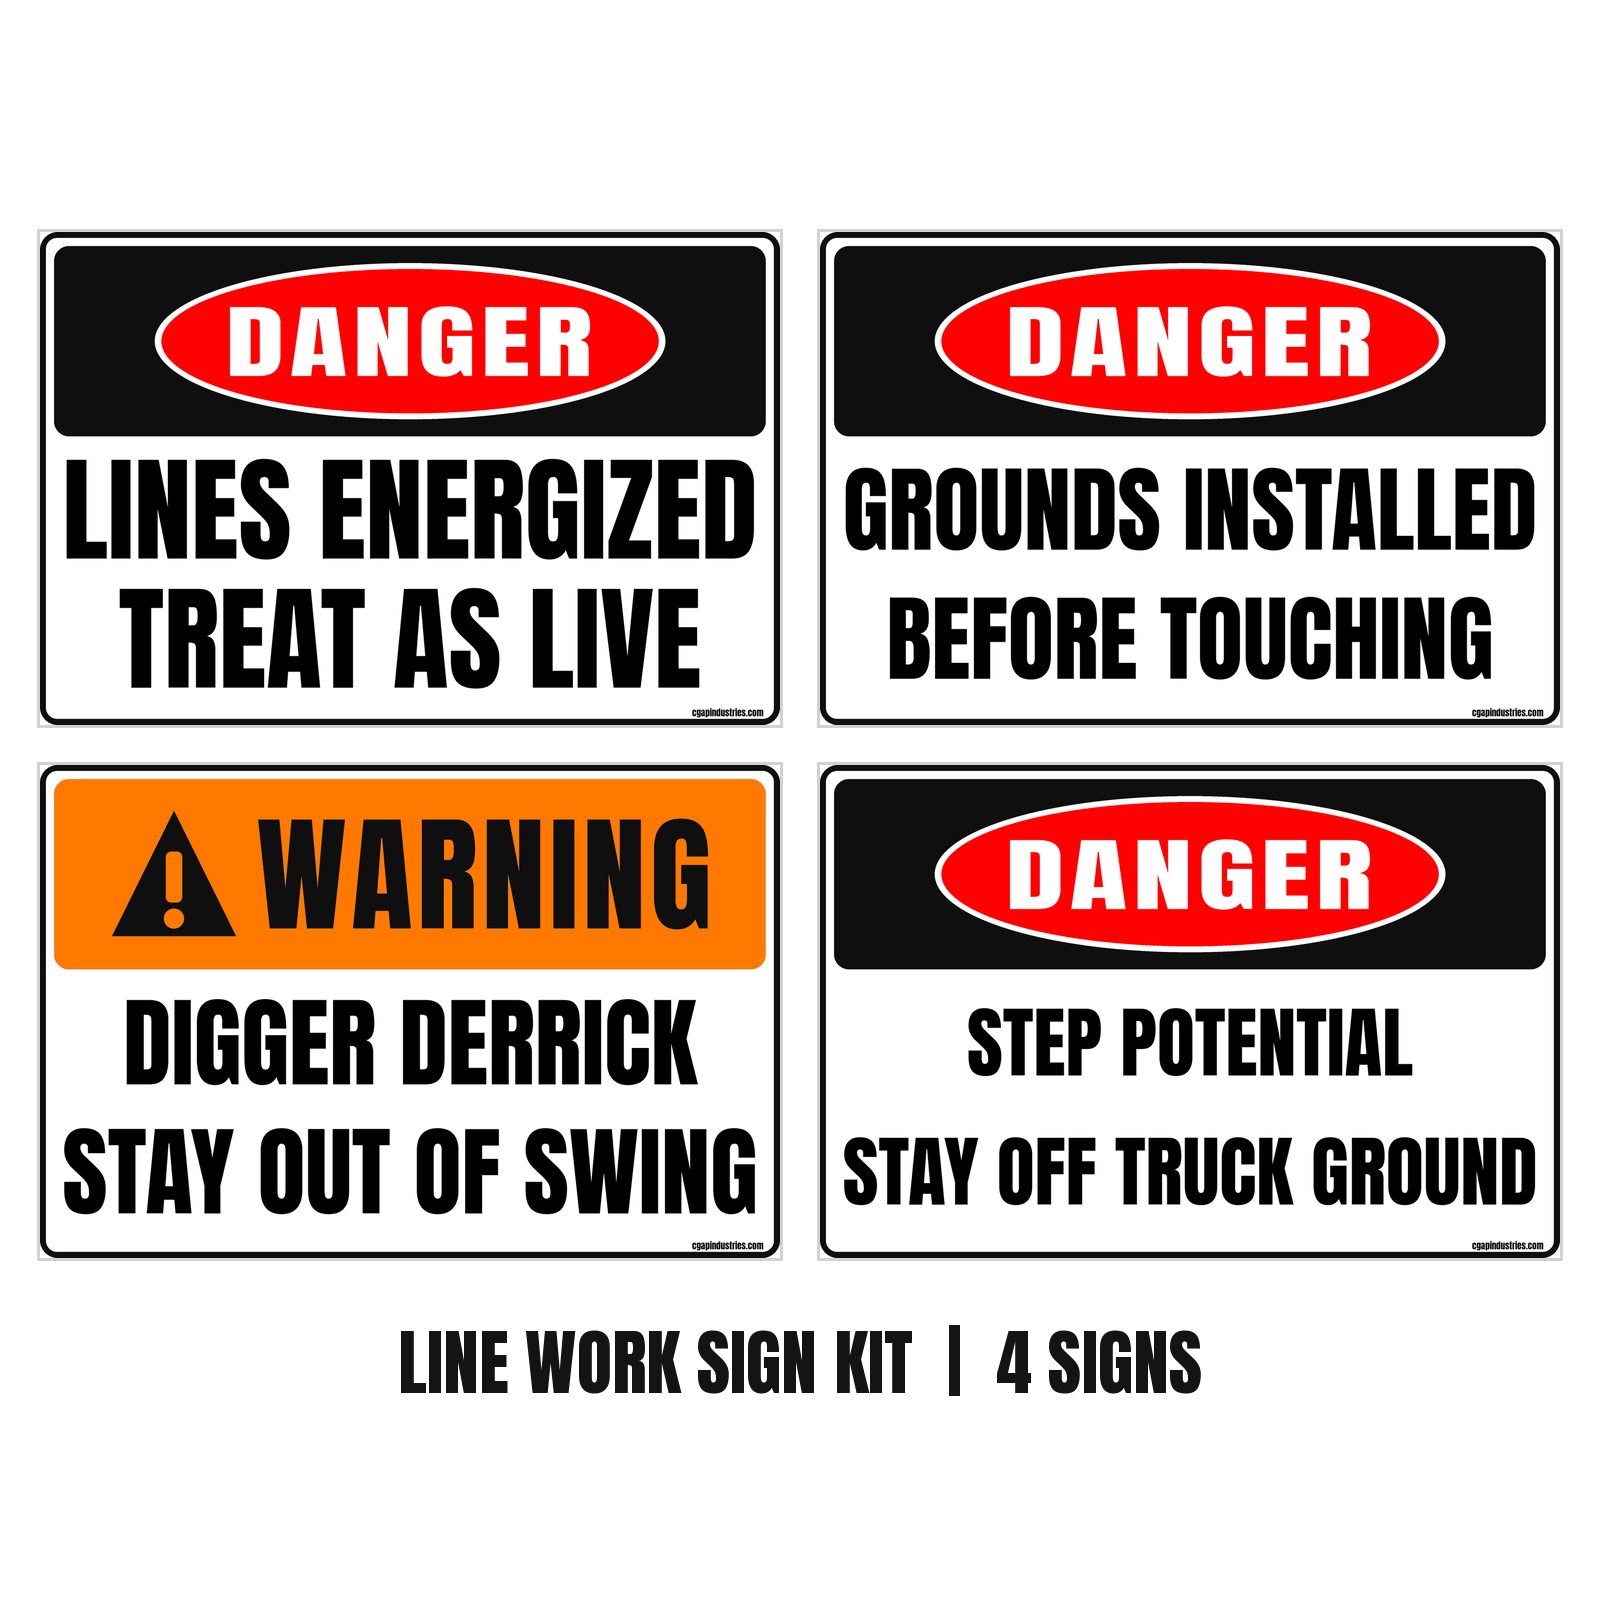 DANGER
LINES ENERGIZED
TREAT AS LIVE
cgapindustries.com
DANGER
GROUNDS INSTALLED
BEFORE TOUCHING
cgapindustries.com
WARNING
DIGGER DERRICK
STAY OUT OF SWING
cgapindustries.com
DANGER
STEP POTENTIAL
STAY OFF TRUCK GROUND
cgapindustries.com
LINE WORK SIGN KIT | 4 SIGNS